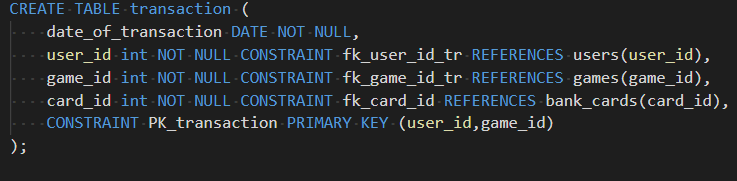 CREATE TABLE transaction (
    date_of_transaction DATE NOT NULL,
    user_id int NOT NULL CONSTRAINT fk_user_id_tr REFERENCES users(user_id),
    game_id int NOT NULL CONSTRAINT fk_game_id_tr REFERENCES games(game_id),
    card_id int NOT NULL CONSTRAINT fk_card_id REFERENCES bank_cards(card_id),
    CONSTRAINT PK_transaction PRIMARY KEY (user_id,game_id)
);